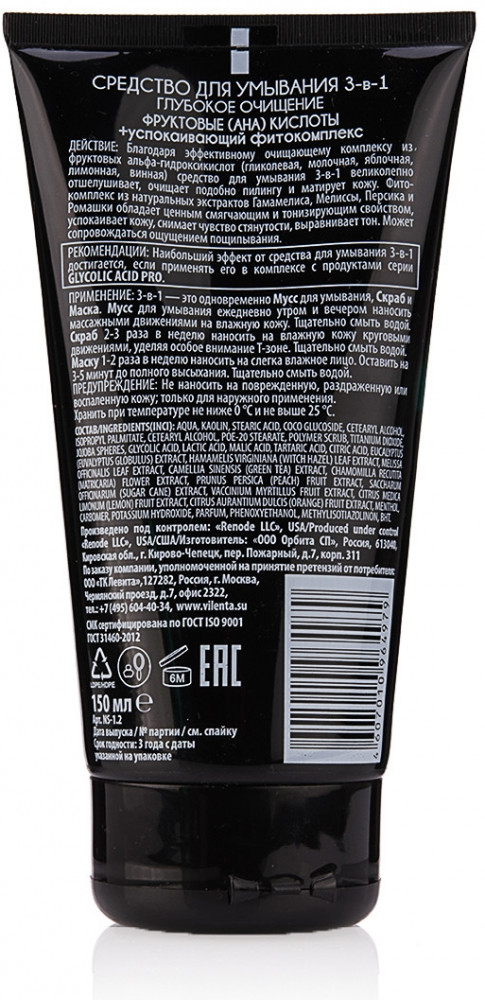 СРЕДСТВО ДЛЯ УМЫВАНИЯ 3-в-1
ГЛУБОКОЕ ОЧИЩЕНИЕ
ФРУКТОВЫЕ (АНА) КИСЛОТЫ
+успокаивающий фитокомплекс
ДЕЙСТВИЕ: Благодаря эффективному очищающему комплексу из
фруктовых альфа-гидроксикислот (гликолевая, молочная, яблочная,
лимонная, винная) средство для умывания 3-в-1 великолепно
отшелушивает, очищает подобно пилингу и матирует кожу. Фито-
комплекс из натуральных экстрактов Гамамелиса, Мелиссы, Персика и
Ромашки обладает ценным смягчающим и тонизирующим свойством,
успокаивает кожу, снимает чувство стянутости, выравнивает тон. Может
сопровождаться ощущением пощипывания.
РЕКОМЕНДАЦИИ: Наибольший эффект от средства для умывания 3-в-1
достигается, если применять его в комплексе с продуктами серии
GLYCOLIC ACID PRO.
ПРИМЕНЕНИЕ: 3-в-1 — это одновременно Мусс для умывания, Скраб и
Маска. Мусс для умывания ежедневно утром и вечером наносить
массажными движениями на влажную кожу. Тщательно смыть водой.
Скраб 2-3 раза в неделю наносить на влажную кожу круговыми
движениями, уделяя особое внимание Т-зоне. Тщательно смыть водой.
Маску 1-2 раза в неделю наносить на слегка влажное лицо. Оставить на
3-5 минут до полного высыхания. Тщательно смыть водой.
ПРЕДУПРЕЖДЕНИЕ: Не наносить на поврежденную, раздраженную или
воспаленную кожу; только для наружного применения.
Хранить при температуре не ниже 0 °С и не выше 25 °С.
СОСТАВ/INGREDIENTS(INCI): AQUA, KAOLIN, STEARIC ACID, COCO GLUCOSIDE, CETEARYL ALCOHOL,
ISOPROPYL PALMITATE, CETEARYL ALCOHOL, POE-20 STEARATE, POLYMER SCRUB, TITANIUM DIOXIDE,
JOJOBA SPHERES, GLYCOLIC ACID, LACTIC ACID, MALIC ACID, TARTARIC ACID, CITRIC ACID, EUCALYPTUS
(EUCALYPTUS GLOBULUS) EXTRACT, HAMAMELIS VIRGINIANA (WITCH HAZEL) LEAF EXTRACT, MELISSA
OFFICINALIS LEAF EXTRACT, CAMELLIA SINENSIS (GREEN TEA) EXTRACT, CHAMOMILLA RECUTITA
(MATRICARIA) FLOWER EXTRACT, PRUNUS PERSICA (PEACH) FRUIT EXTRACT, SACCHARUM
OFFICINARUM (SUGAR CANE) EXTRACT, VACCINIUM MYRTILLUS FRUIT EXTRACT, CITRUS MEDICA
LIMONUM (LEMON) FRUIT EXTRACT, CITRUS AURANTIUM DULCIS (ORANGE) FRUIT EXTRACT, MENTHOL,
CARBOMER, POTASSIUM HYDROXIDE, PARFUM, PHENOXYETHANOL, METHYLISOTHIAZOLINON, BHT.
Произведено под контролем: «Renode LLC», USA/Produced under control
«Renode LLC», USA/США/Изготовитель: «ООО Орбита СП», Россия, 613040,
Кировская обл., г. Кирово-Чепецк, пер. Пожарный, д.7, корп. 311
По заказу компании, уполномоченной на принятие претензий от потребителя:
ООО «ТК Левита»,127282, Россия, г. Москва,
Чермянский проезд, д.7, офис 2322,
тел.:+7 (495) 604-40-34, www.vilenta.su
СМК сертифицирована по ГОСТ ISO 9001
ГОСТ 31460-2012
LDPE/HDPE
6M
EAC
150 мл e
Арт. NS-1.2
Дата выпуска / № партии / см. спайку
Срок годности: 3 года с даты
указанной на упаковке
4 607010 964979